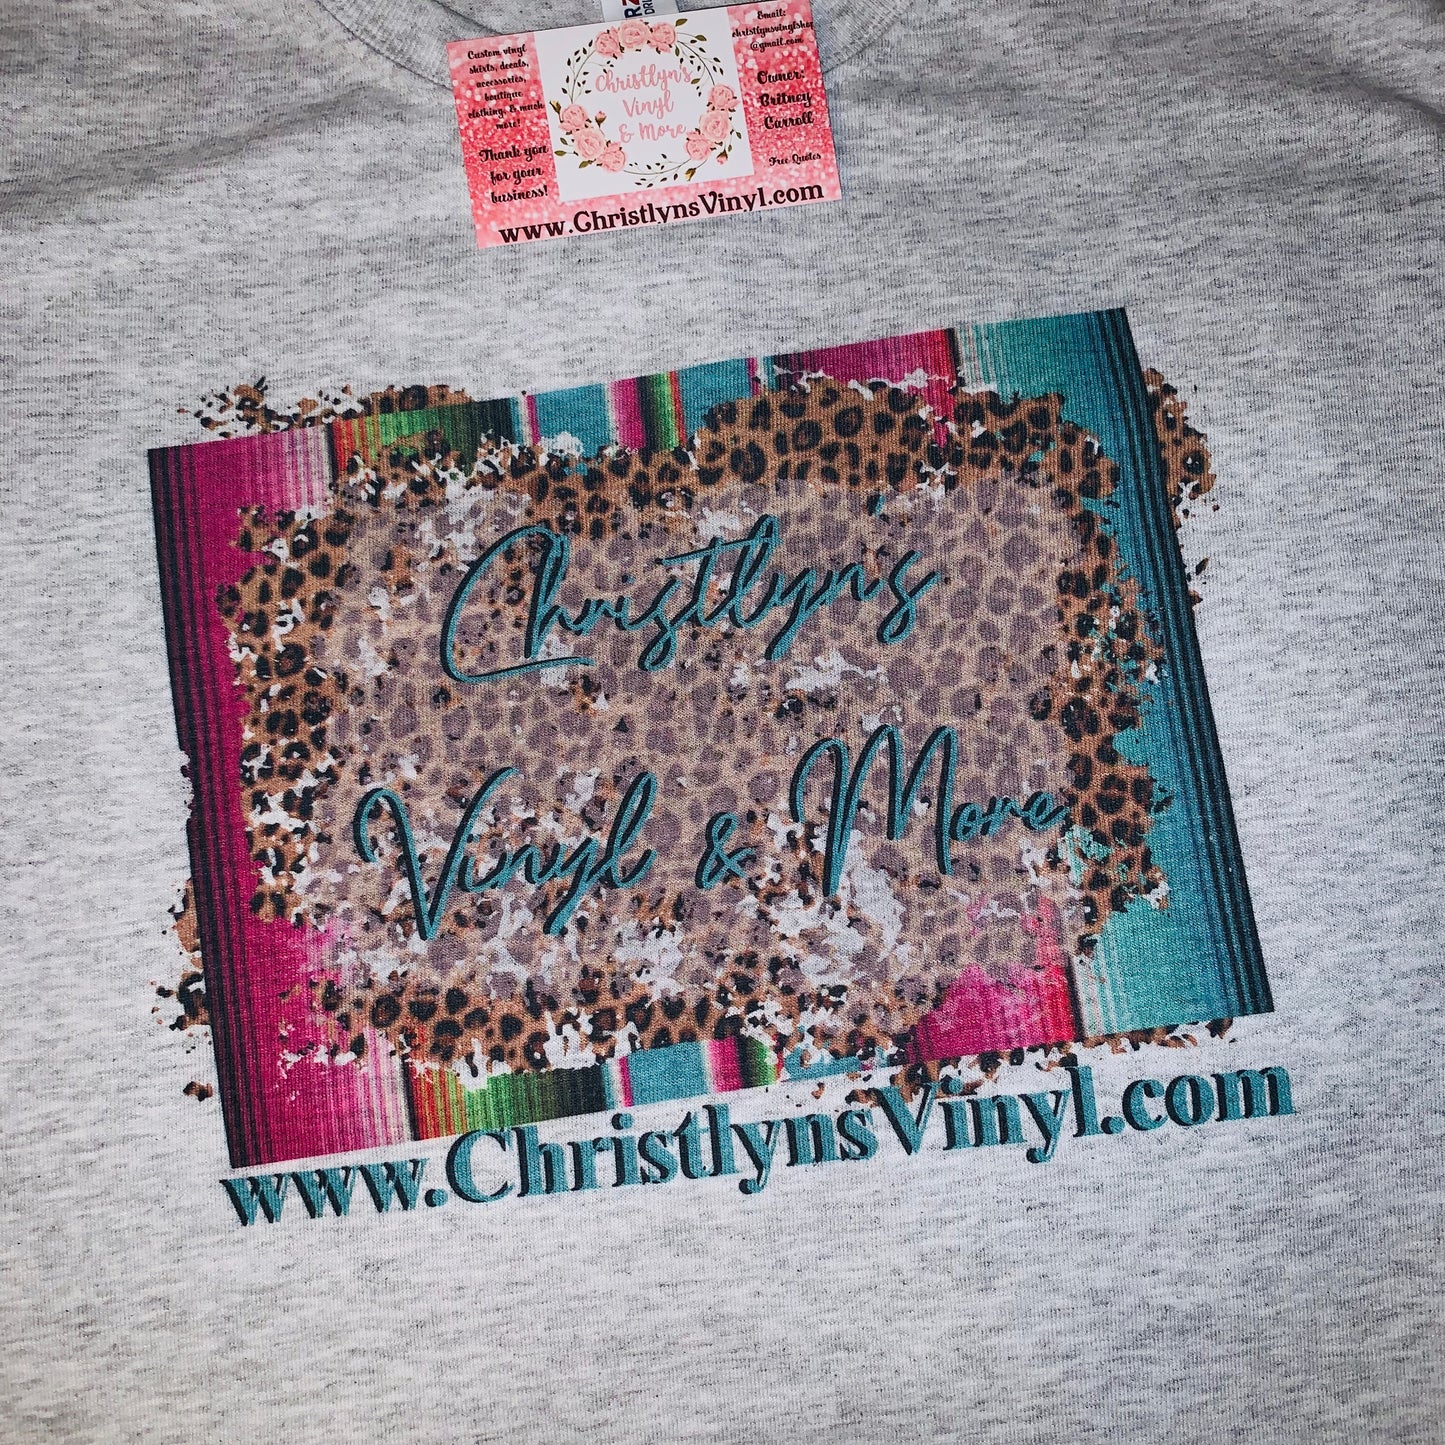 Custom vinyl
shirts, decals,
accessories,
boutique
clothing, & much
more!
Thank you
for your
business!
Christlyn's
Vinyl
& More
Email:
christlynsvinylshop
@gmail.com
Owner:
Britney
Carroll
Free Quotes
www.ChristlynsVinyl.com
Christlyn's
Vinyl & More
www.ChristlynsVinyl.com